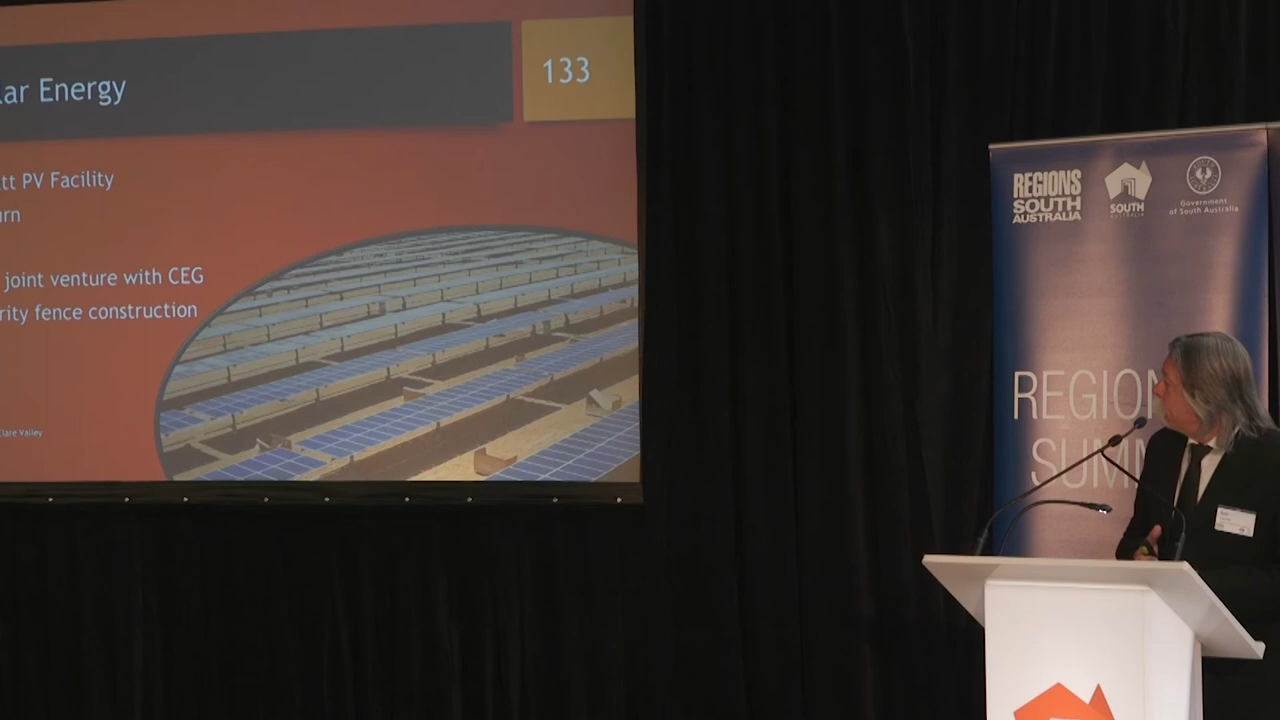 lar Energy
133
tt PV Facility
urn
joint venture with CEG
rity fence construction
Clare Valley
REGIONS
SOUTH
AUSTRALIA
SOUTH
AUSTRALIA
Government
of South Australia
REGION
SUMM